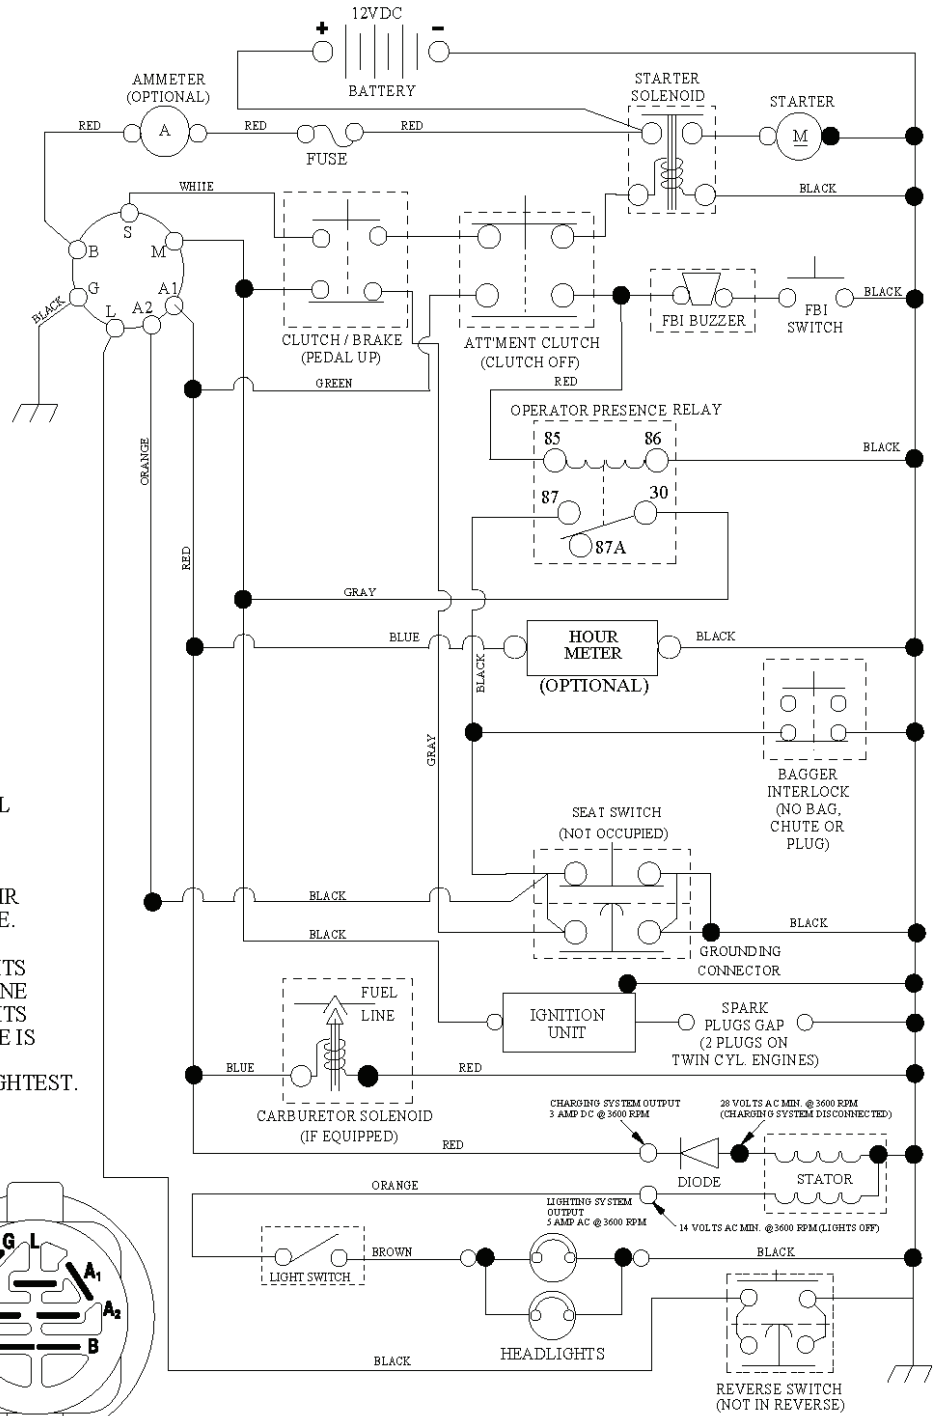 12VDC
+ -
BATTERY
AMMETER
(OPTIONAL)
STARTER
SOLENOID
STARTER
RED
A
RED
RED
FUSE
M
WHITE
BLACK
S
B
M
G
A1
A2
L
BLACK
CLUTCH / BRAKE
(PEDAL UP)
ATT'MENT CLUTCH
(CLUTCH OFF)
FBI BUZZER
FBI
SWITCH
BLACK
GREEN
RED
OPERATOR PRESENCE RELAY
85
86
BLACK
ORANGE
87
30
87A
RED
GRAY
BLUE
HOUR
METER
(OPTIONAL)
BLACK
BLACK
GRAY
BAGGER
INTERLOCK
(NO BAG,
CHUTE OR
PLUG)
L
SEAT SWITCH
(NOT OCCUPIED)
IR
E.
BLACK
BLACK
BLACK
GROUNDING
CONNECTOR
ITS
NE
ITS
E IS
GHTEST.
FUEL
LINE
IGNITION
UNIT
SPARK
PLUGS GAP
(2 PLUGS ON
TWIN CYL. ENGINES)
BLUE
RED
CARBURETOR SOLENOID
(IF EQUIPPED)
CHARGING SYSTEM OUTPUT
3 AMP DC @ 3600 RPM
28 VOLTS AC MIN. @ 3600 RPM
(CHARGING SYSTEM DISCONNECTED)
RED
DIODE
STATOR
ORANGE
LIGHTING SYSTEM
OUTPUT
5 AMP AC @ 3600 RPM
14 VOLTS AC MIN. @ 3600 RPM (LIGHTS OFF)
LIGHT SWITCH
BROWN
BLACK
HEADLIGHTS
G L
A1
A2
B
BLACK
REVERSE SWITCH
(NOT IN REVERSE)